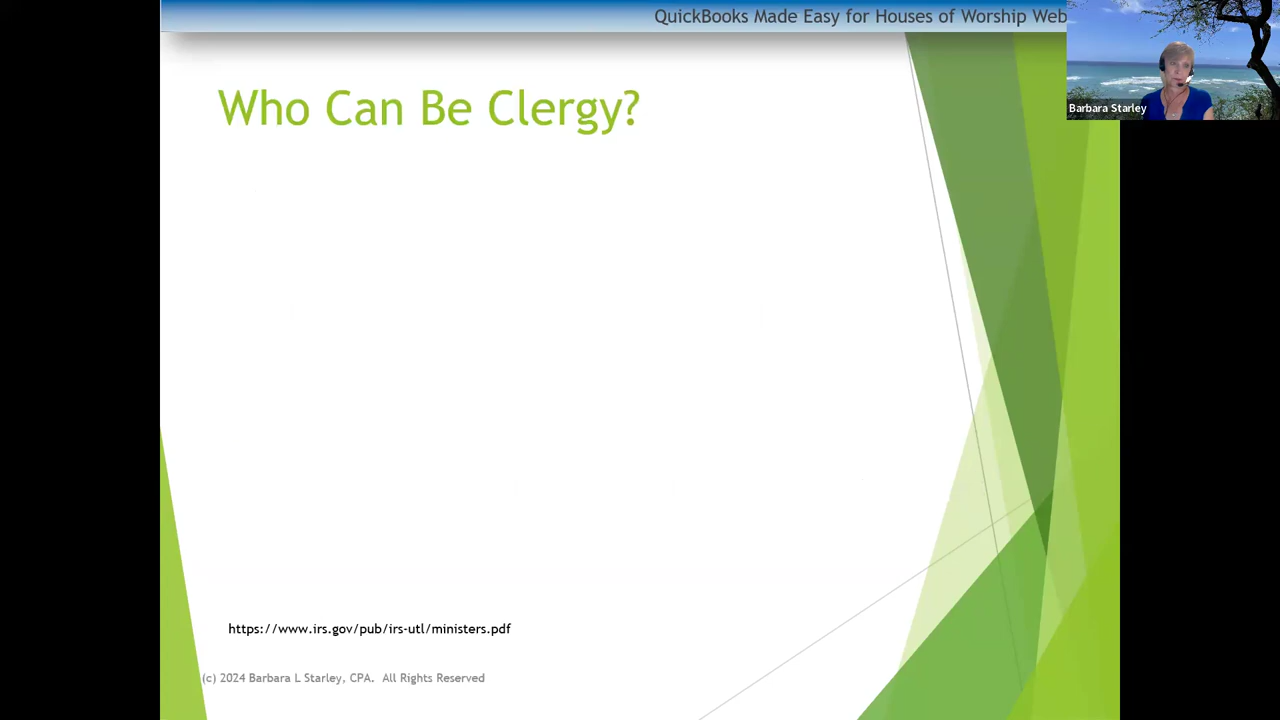 QuickBooks Made Easy for Houses of Worship Web
Barbara Starley
Who Can Be Clergy?
https://www.irs.gov/pub/irs-utl/ministers.pdf
(c) 2024 Barbara L Starley, CPA. All Rights Reserved